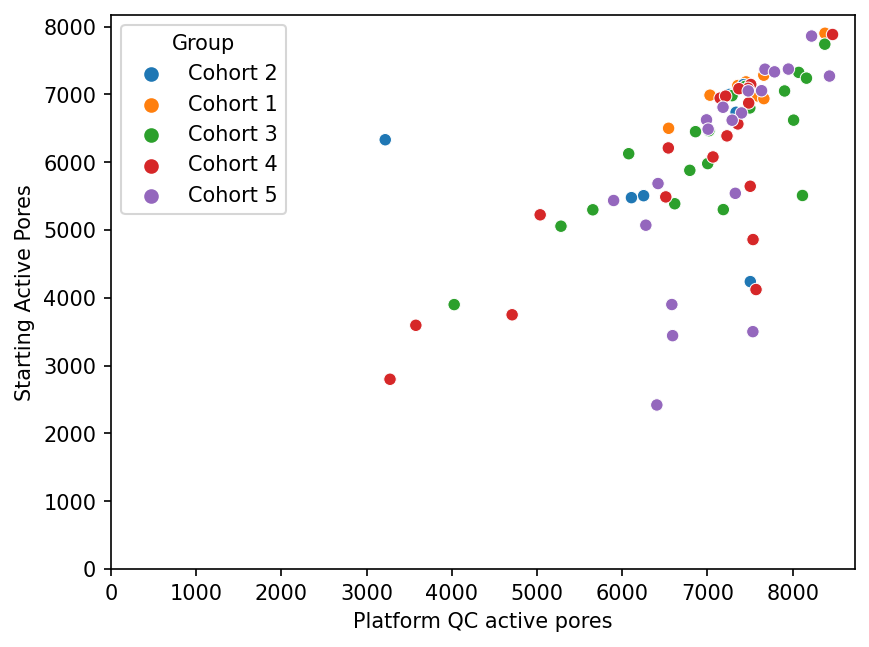 8000
7000
6000
5000
4000
3000
2000
1000
0
Starting Active Pores
Group
Cohort 2
Cohort 1
Cohort 3
Cohort 4
Cohort 5
0 1000 2000 3000 4000 5000 6000 7000 8000
Platform QC active pores